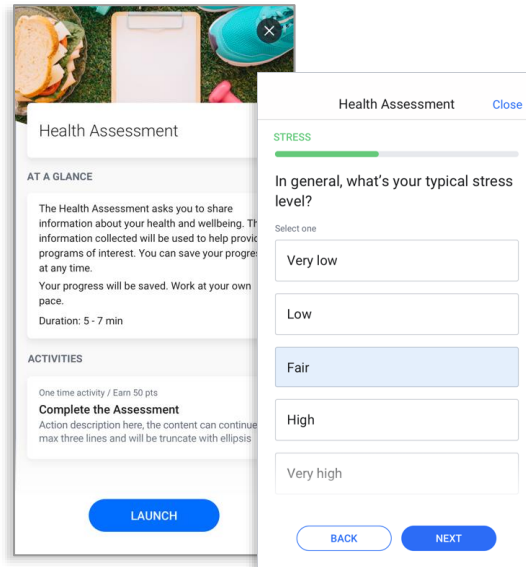 Health Assessment
AT A GLANCE
The Health Assessment asks you to share
information about your health and wellbeing.
information collected will be used to help
programs of interest. You can save your
at any time.
Your progress will be saved. Work at your own
pace.
Duration: 5 - 7 min
ACTIVITIES
One time activity / Earn 50 pts
Complete the Assessment
Action description here, the content can continue
max three lines and will be truncate with ellipsis
LAUNCH
Health Assessment
Close
STRESS
In general, what's your typical stress
level?
Select one
Very low
Low
Fair
High
Very high
BACK
NEXT